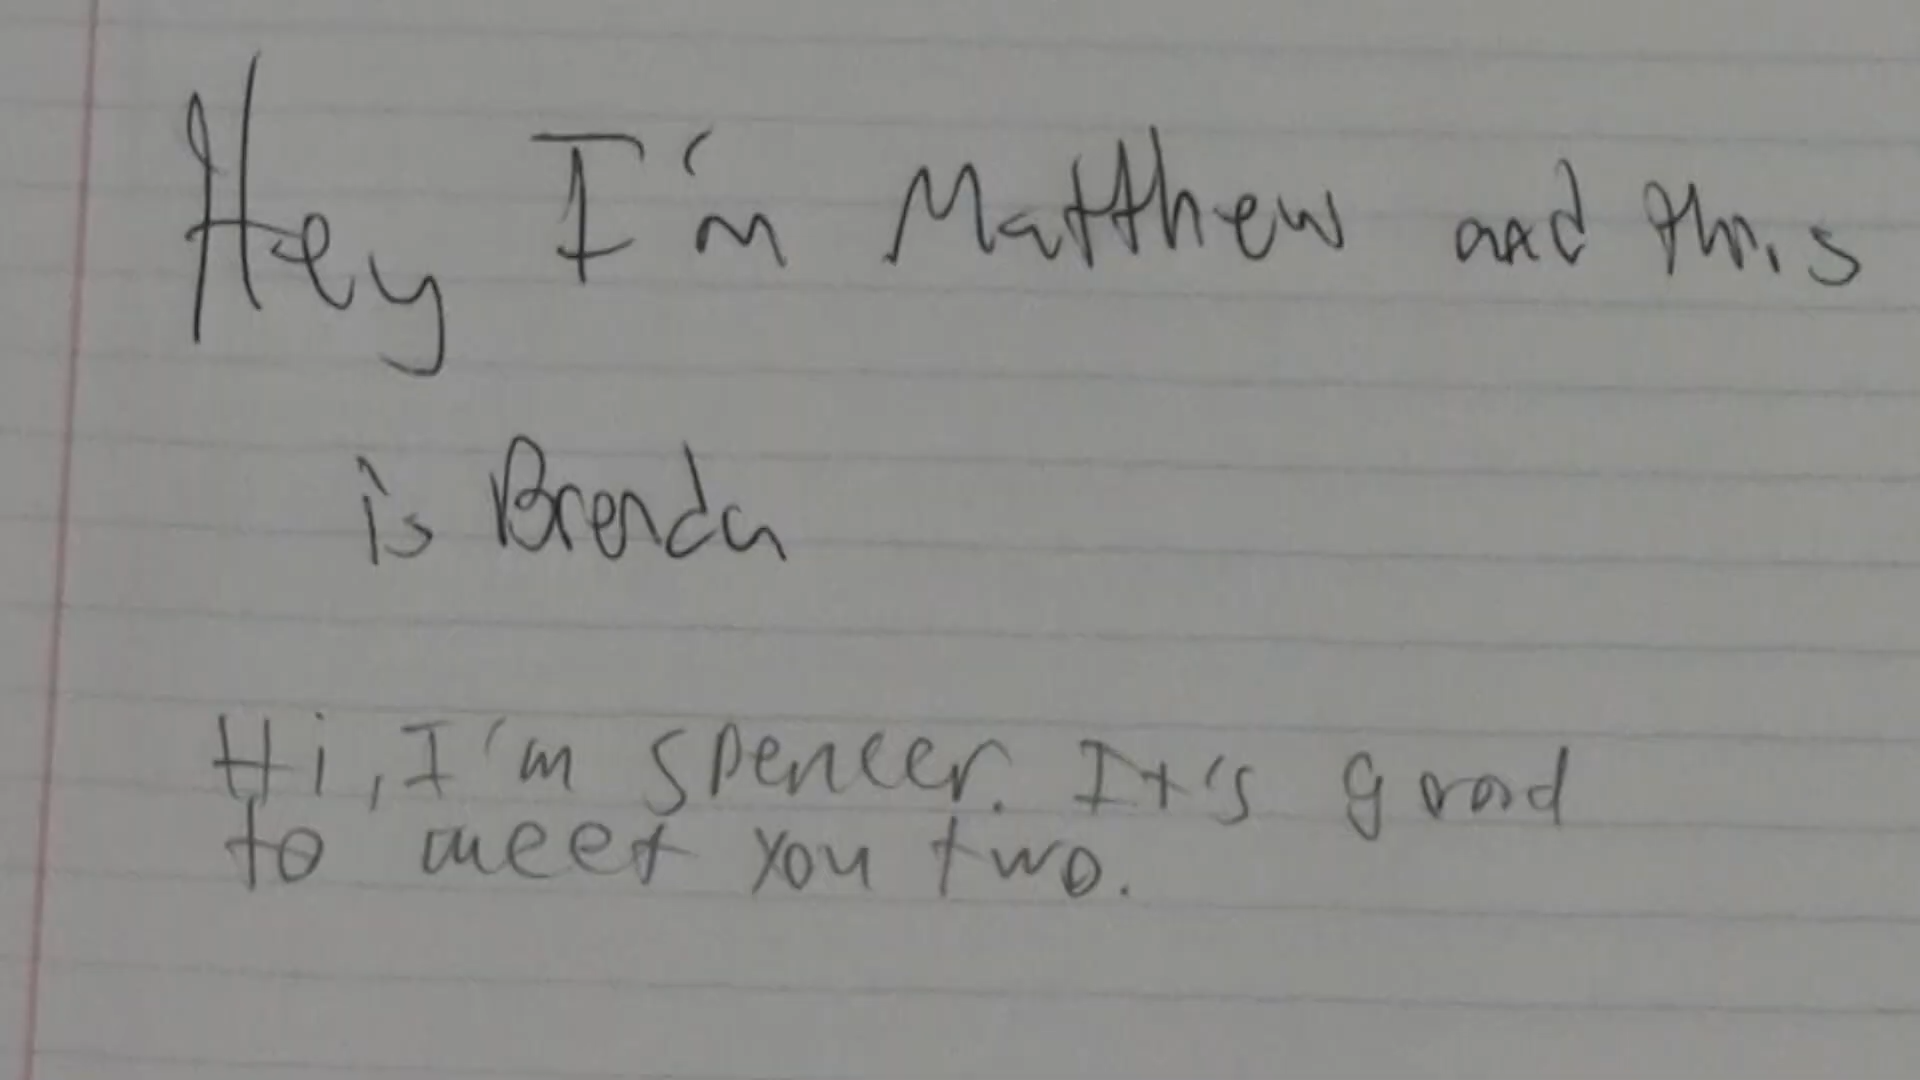 Hey I'm Matthew and this
is Brenda
Hi, I'm spencer. It's good
to meet you two.